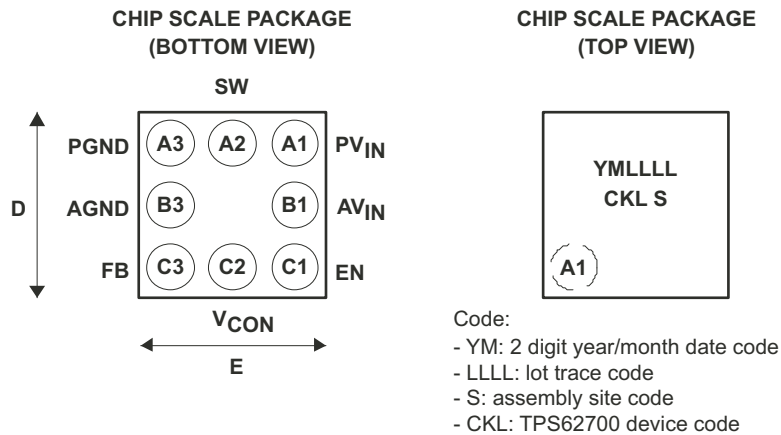 CHIP SCALE PACKAGE
(BOTTOM VIEW)
SW
PGND A3 A2 A1 PVIN
D AGND B3 B1 AVIN
FB C3 C2 C1 EN
VCON
E
CHIP SCALE PACKAGE
(TOP VIEW)
YMLLLL
CKL S
A1
Code:
- YM: 2 digit year/month date code
- LLLL: lot trace code
- S: assembly site code
- CKL: TPS62700 device code